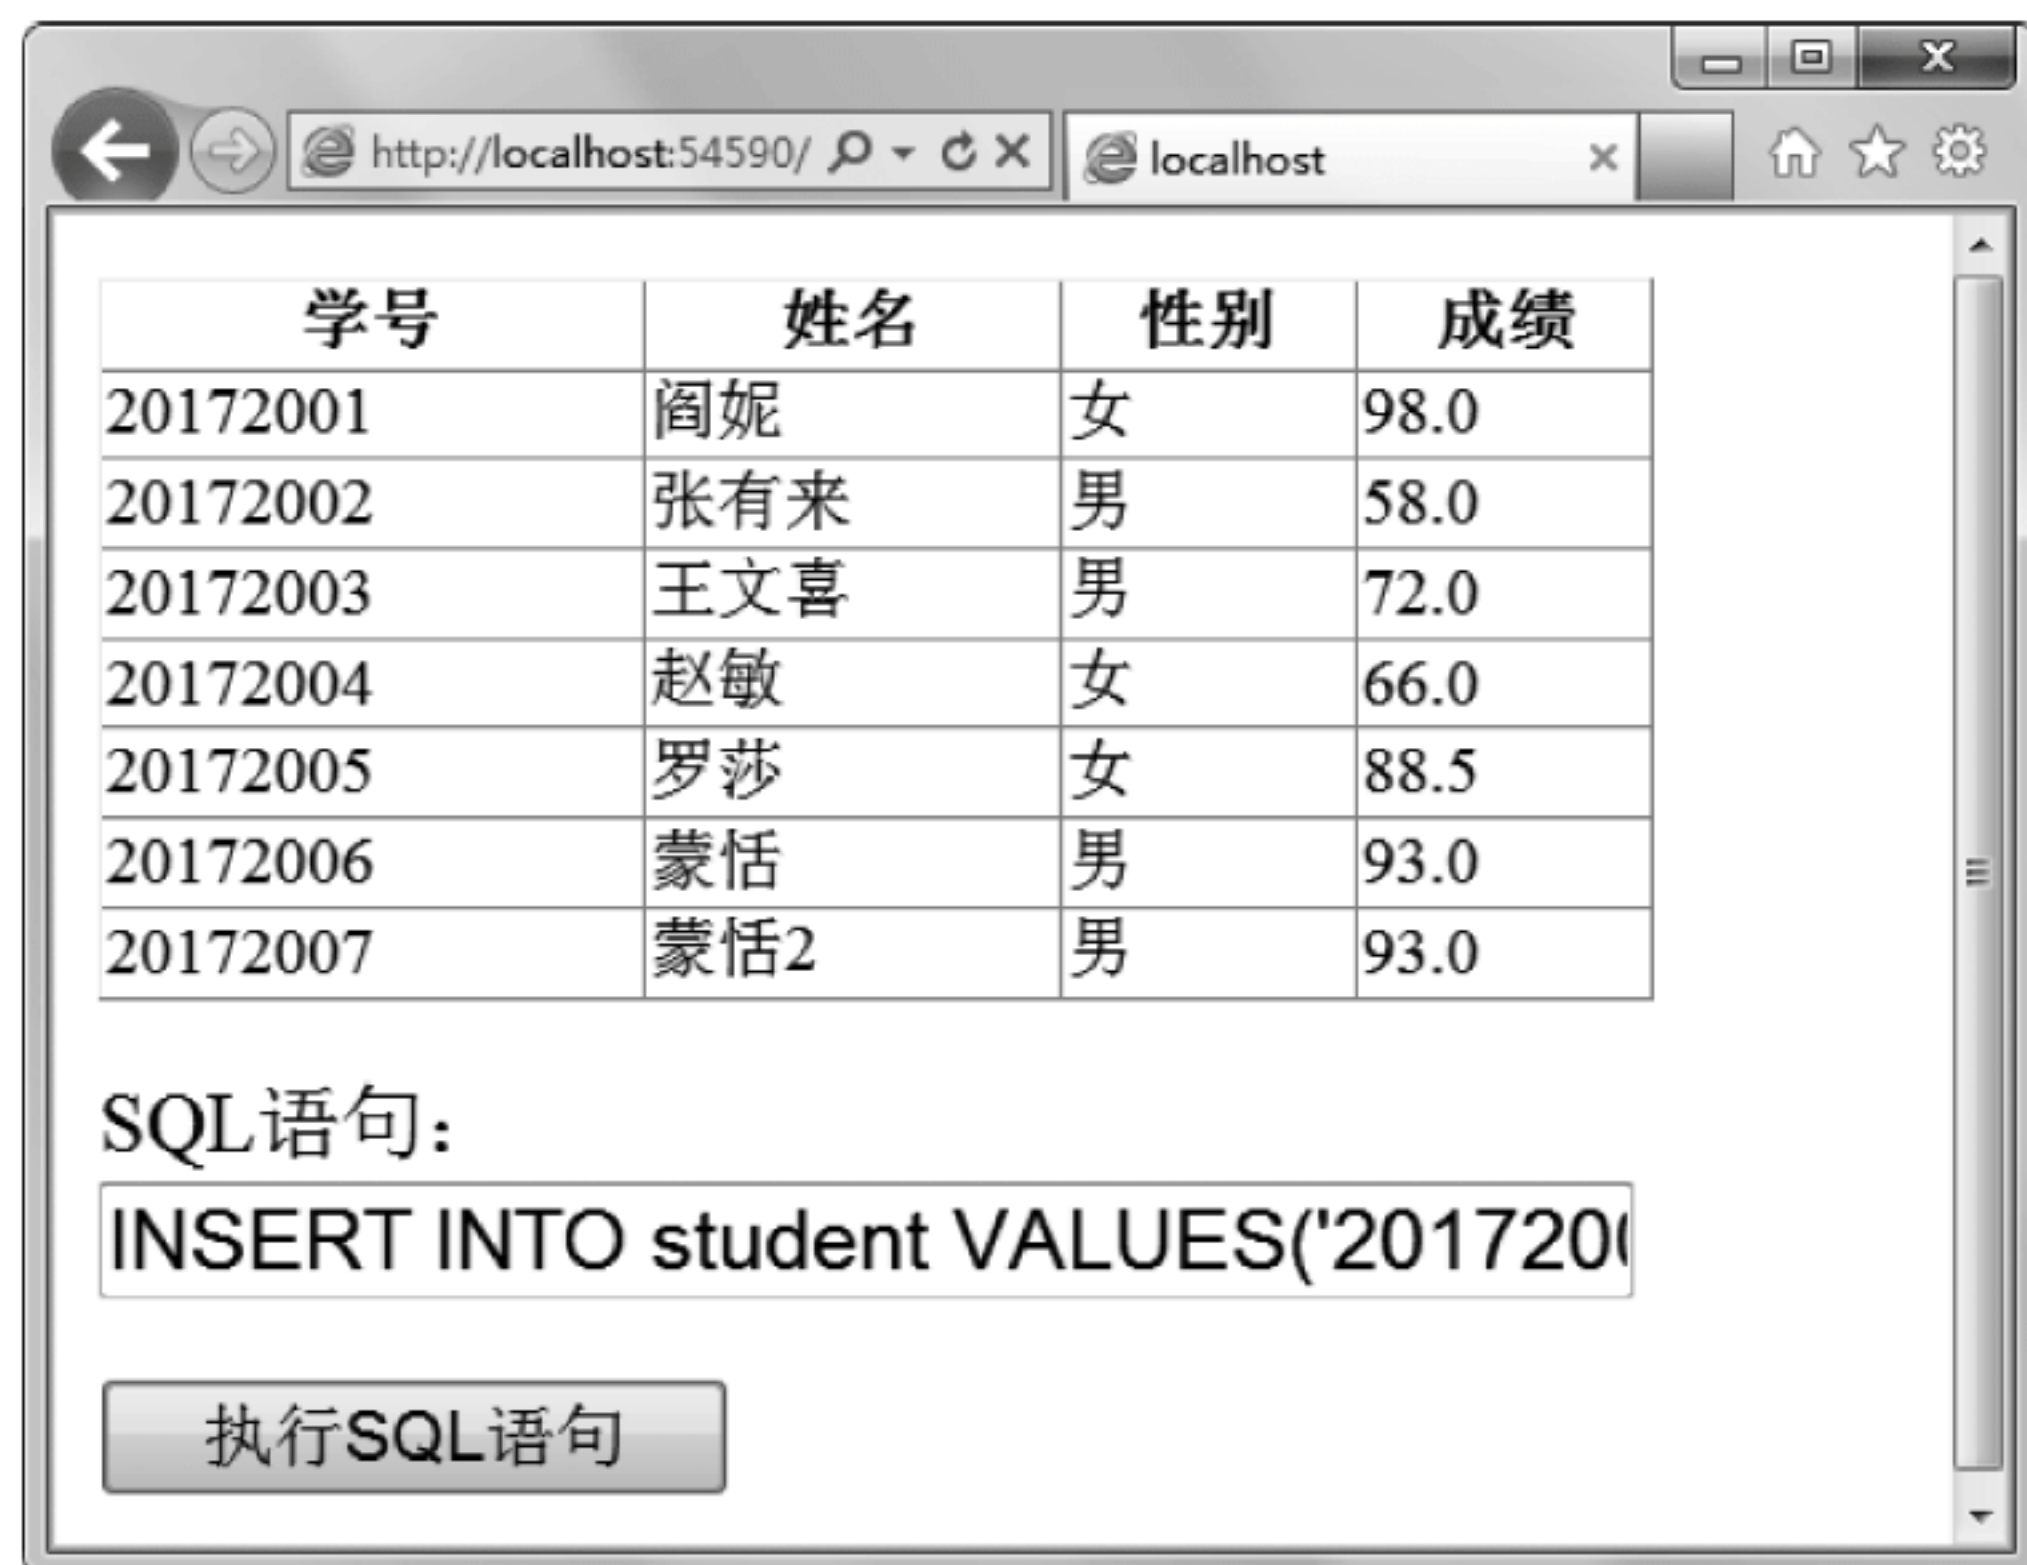 http://localhost:54590/
localhost
学号 姓名 性别 成绩
20172001 阎妮 女 98.0
20172002 张有来 男 58.0
20172003 王文喜 男 72.0
20172004 赵敏 女 66.0
20172005 罗莎 女 88.5
20172006 蒙恬 男 93.0
20172007 蒙恬2 男 93.0
SQL语句：
INSERT INTO student VALUES('2017200
执行SQL语句